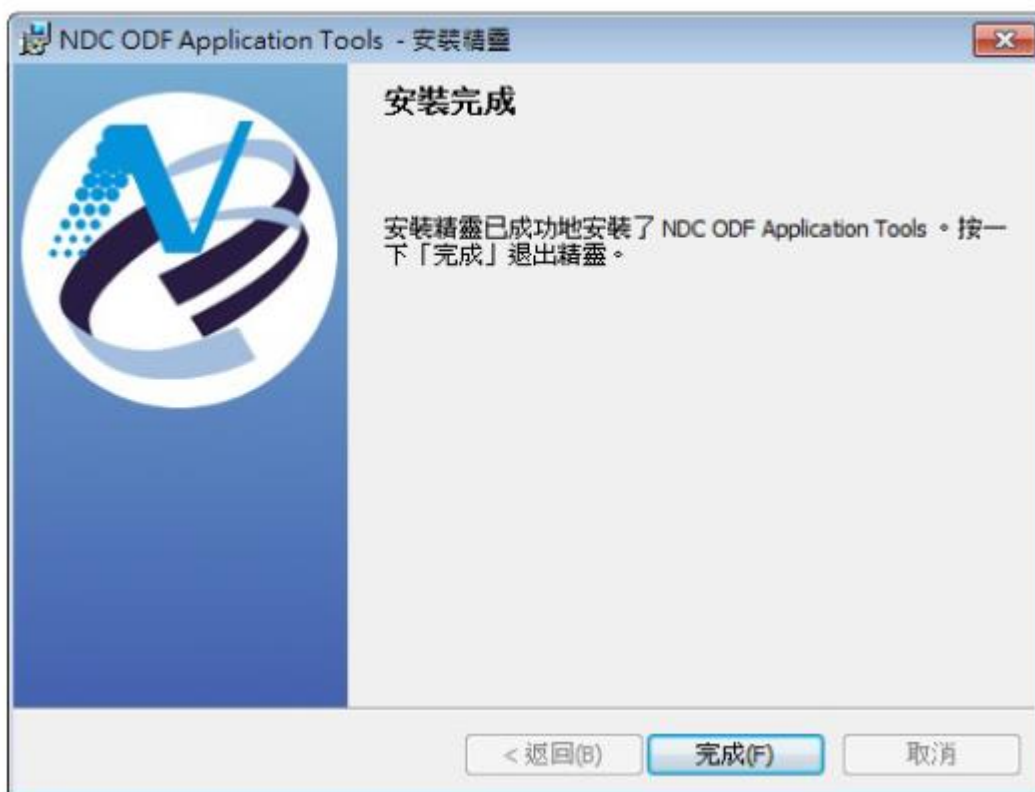 NDC ODF Application Tools - 安裝精靈
安裝完成
安裝精靈已成功地安裝了 NDC ODF Application Tools。按一
下「完成」退出精靈。
< 返回(B)
完成(F)
取消